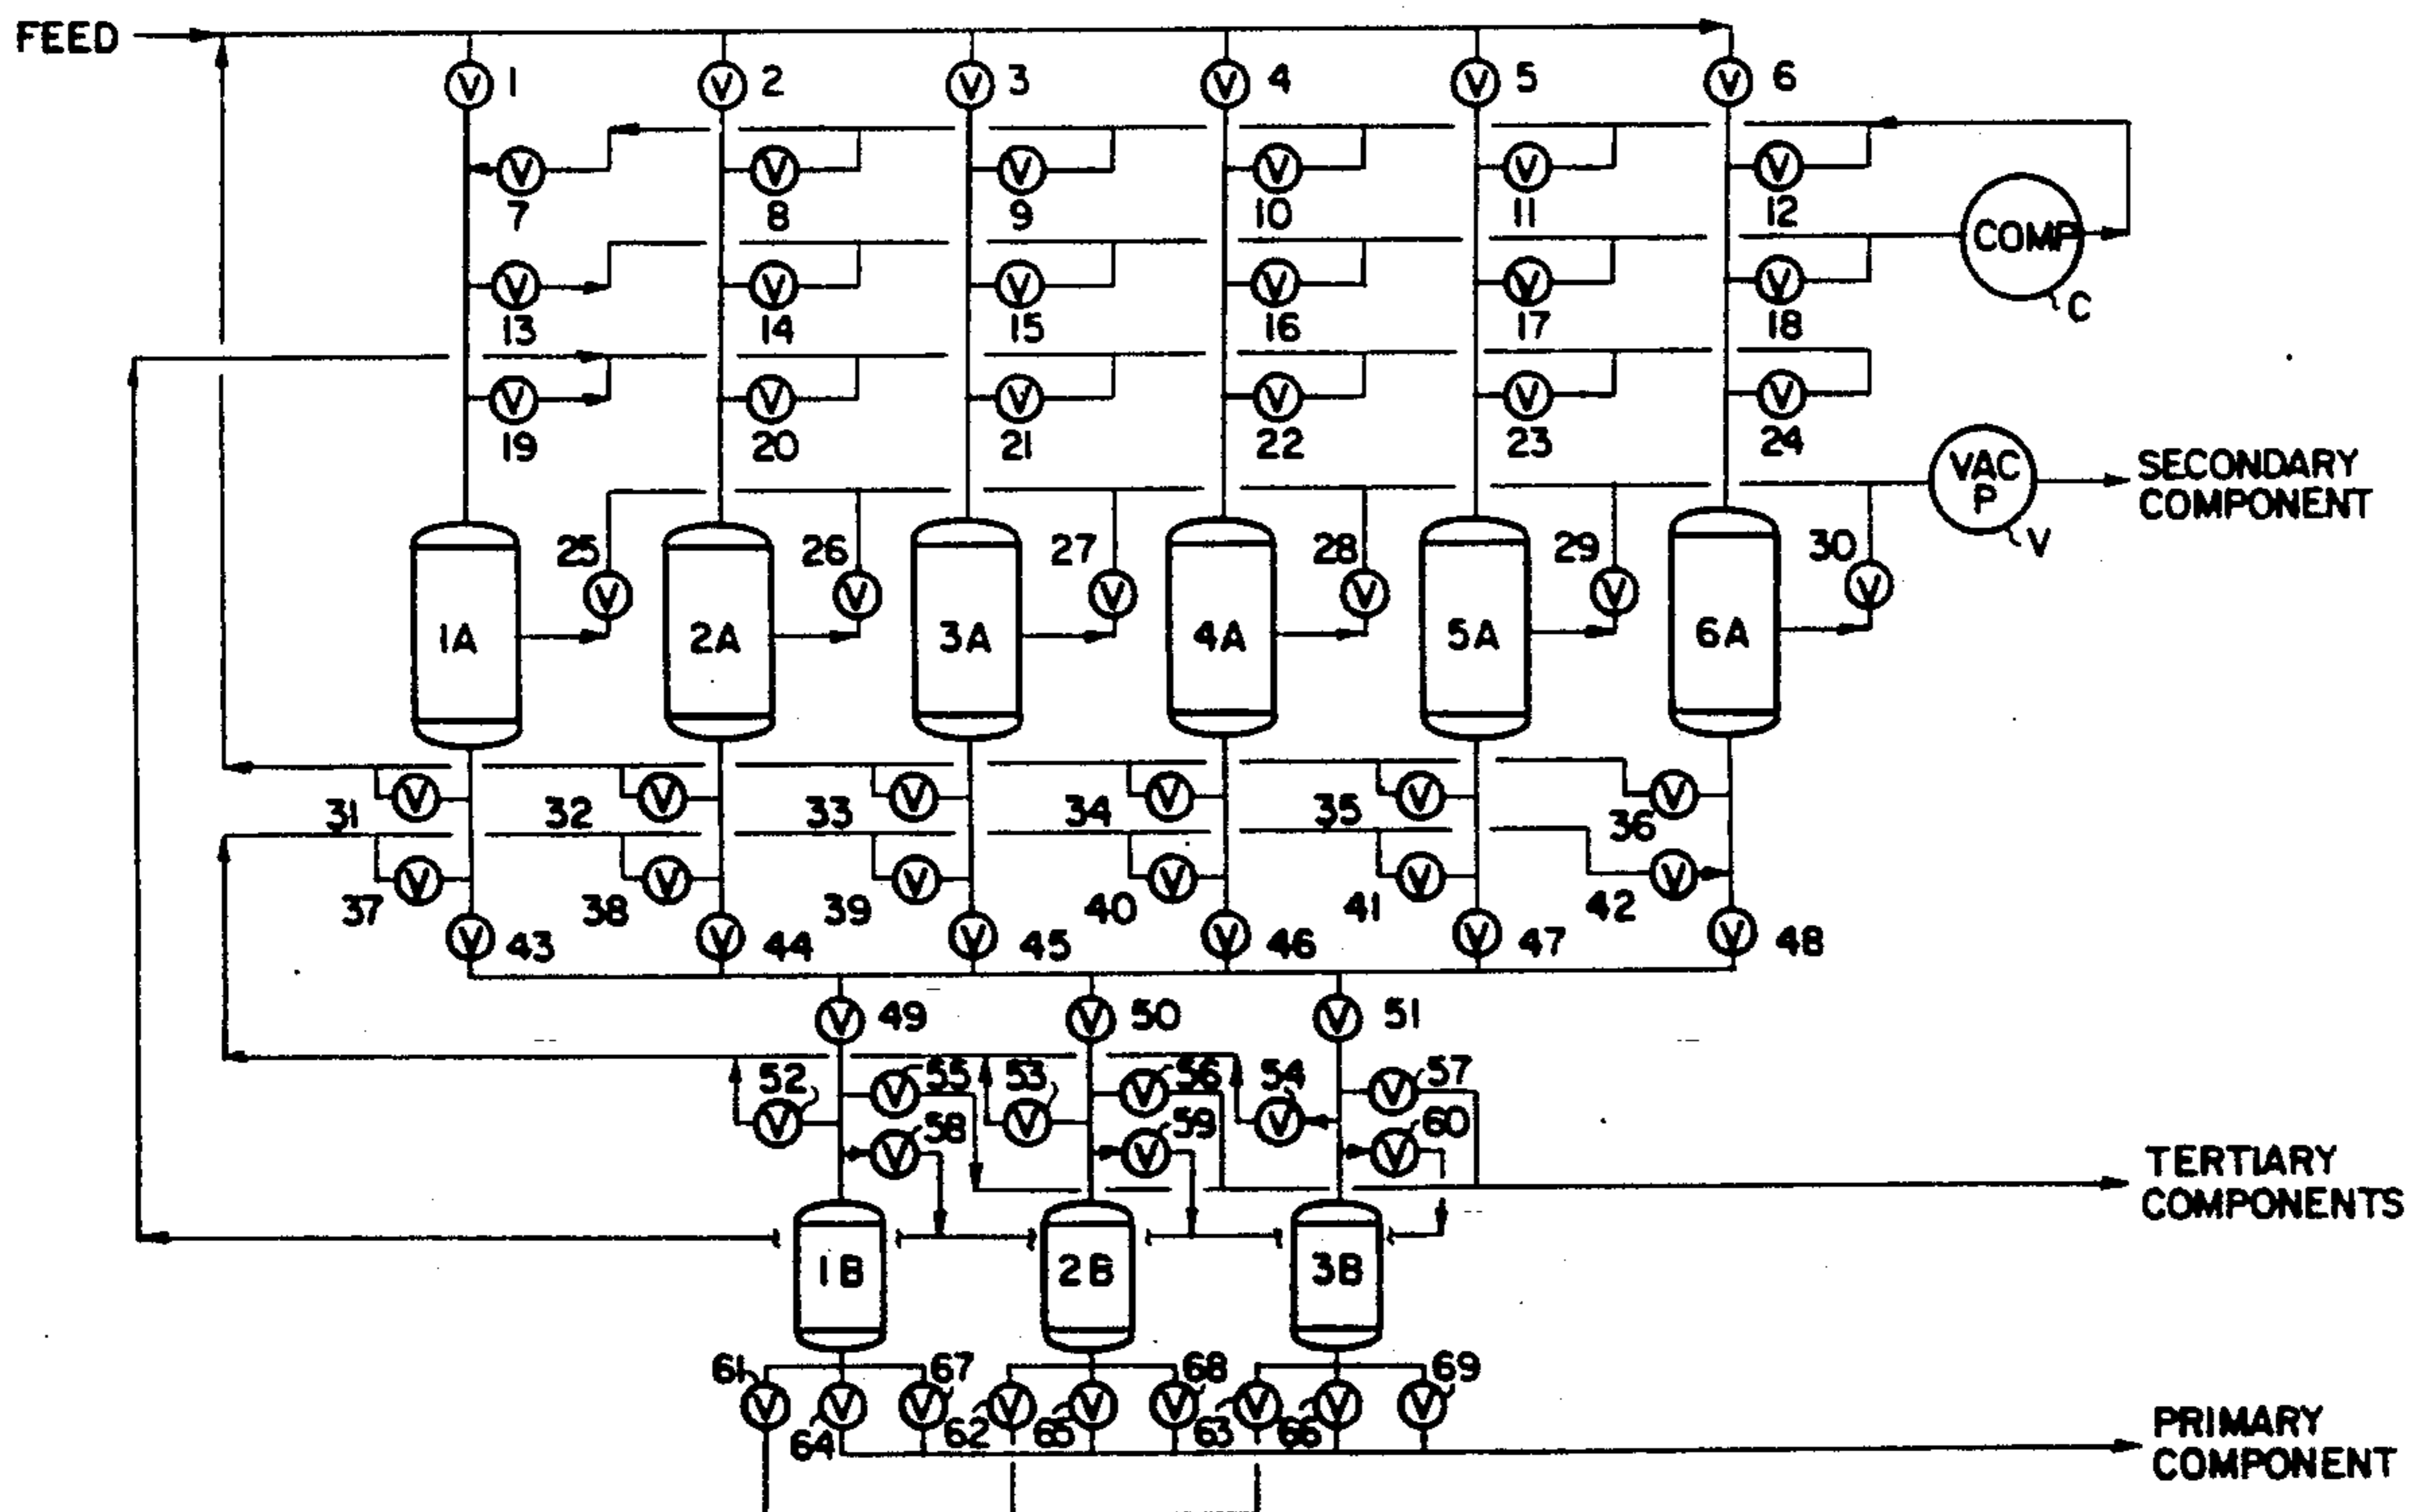 FEED
V 1 V 2 V 3 V 4 V 5 V 6
V V V V V V
7 8 9 10 11 12
COMP
C
V V V V V V
13 14 15 16 17 18
V V V V V V
19 20 21 22 23 24
VAC
P
V
SECONDARY
COMPONENT
25 26 27 28 29 30
V V V V V V
1A 2A 3A 4A 5A 6A
V V V V V V
31 32 33 34 35 36
V V V V V V
37 38 39 40 41 42
V 43 V 44 V 45 V 46 V 47 V 48
V 49 V 50 V 51
52 V 55 53 V 56 54 V 57
V V 58 V V 59 V V 60
TERTIARY
COMPONENTS
1B 2B 3B
61 67 68 69
V V V V V V V V V
64 62 65 63 66
PRIMARY
COMPONENT